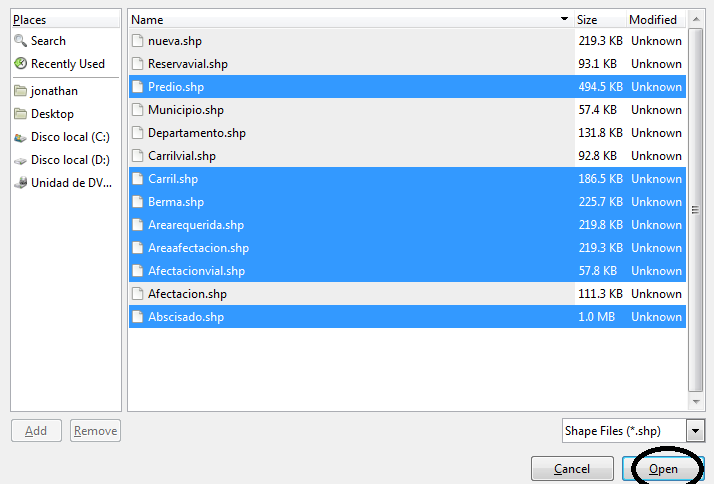 Places Name Size Modified
Search nueva.shp 219.3 KB Unknown
Recently Used Reservavial.shp 93.1 KB Unknown
Predio.shp 494.5 KB Unknown
jonathan Municipio.shp 57.4 KB Unknown
Desktop Departamento.shp 131.8 KB Unknown
Disco local (C:) Carrilvial.shp 92.8 KB Unknown
Disco local (D:) Carril.shp 186.5 KB Unknown
Unidad de DV... Berma.shp 225.7 KB Unknown
Arearequerida.shp 219.8 KB Unknown
Areaafectacion.shp 219.3 KB Unknown
Afectacionvial.shp 57.8 KB Unknown
Afectacion.shp 111.3 KB Unknown
Abscisado.shp 1.0 MB Unknown
Add Remove Shape Files (*.shp)
Cancel Open